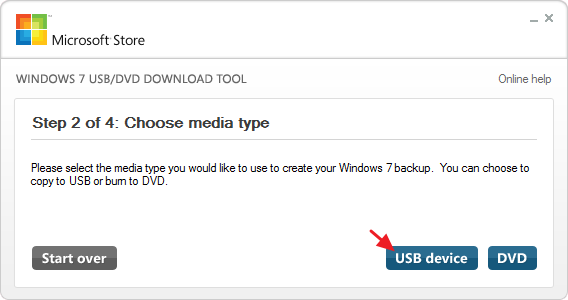 Microsoft Store
WINDOWS 7 USB/DVD DOWNLOAD TOOL
Online help
Step 2 of 4: Choose media type
Please select the media type you would like to use to create your Windows 7 backup. You can choose to
copy to USB or burn to DVD.
Start over
USB device
DVD